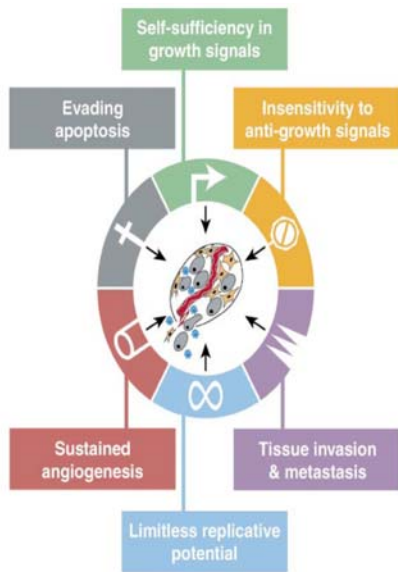 Self-sufficiency in
growth signals
Evading
apoptosis
Insensitivity to
anti-growth signals
Sustained
angiogenesis
Tissue invasion
& metastasis
Limitless replicative
potential